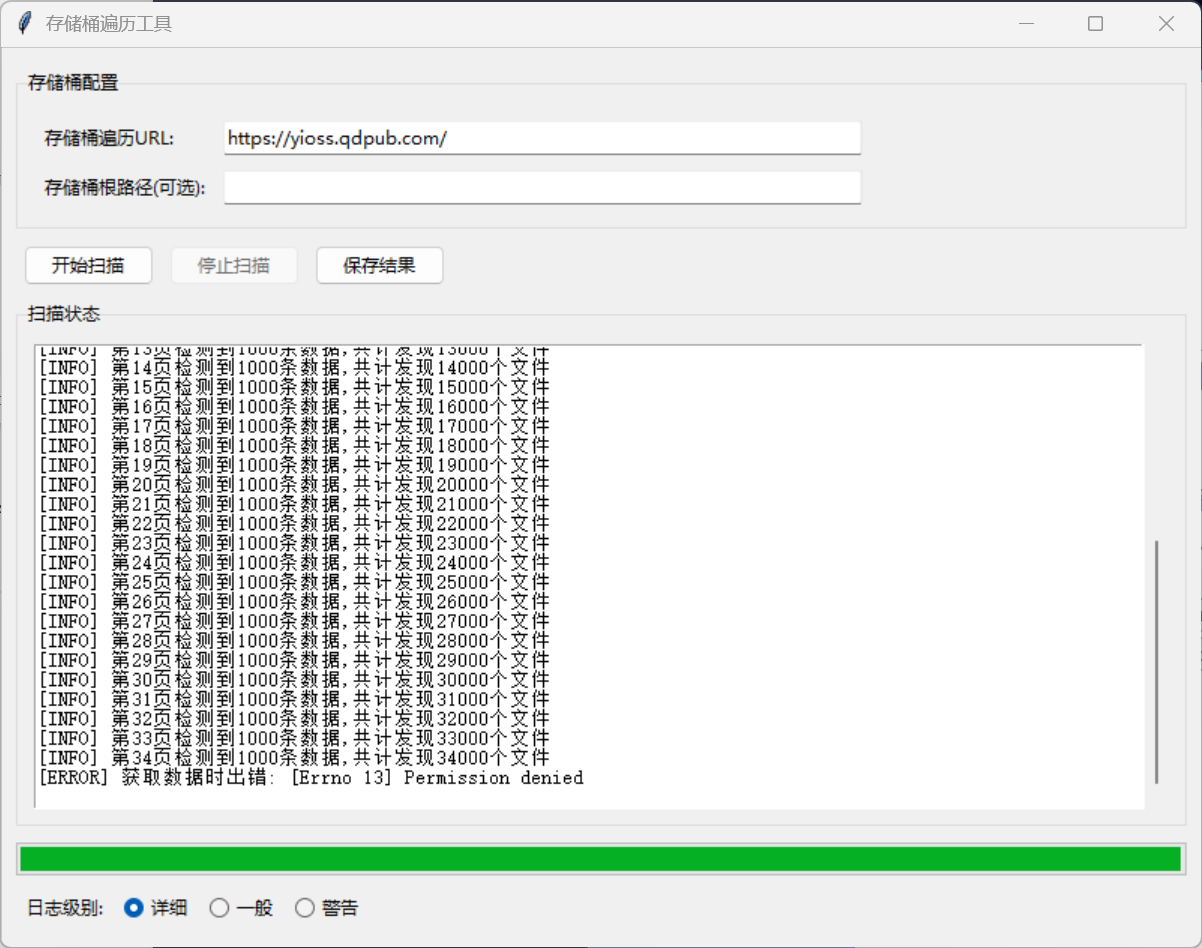 存储桶遍历工具
存储桶配置
存储桶遍历URL: https://yioss.qdpub.com/
存储桶根路径(可选):
开始扫描 停止扫描 保存结果
扫描状态
[INFO] 第13页检测到1000条数据,共计发现13000个文件
[INFO] 第14页检测到1000条数据,共计发现14000个文件
[INFO] 第15页检测到1000条数据,共计发现15000个文件
[INFO] 第16页检测到1000条数据,共计发现16000个文件
[INFO] 第17页检测到1000条数据,共计发现17000个文件
[INFO] 第18页检测到1000条数据,共计发现18000个文件
[INFO] 第19页检测到1000条数据,共计发现19000个文件
[INFO] 第20页检测到1000条数据,共计发现20000个文件
[INFO] 第21页检测到1000条数据,共计发现21000个文件
[INFO] 第22页检测到1000条数据,共计发现22000个文件
[INFO] 第23页检测到1000条数据,共计发现23000个文件
[INFO] 第24页检测到1000条数据,共计发现24000个文件
[INFO] 第25页检测到1000条数据,共计发现25000个文件
[INFO] 第26页检测到1000条数据,共计发现26000个文件
[INFO] 第27页检测到1000条数据,共计发现27000个文件
[INFO] 第28页检测到1000条数据,共计发现28000个文件
[INFO] 第29页检测到1000条数据,共计发现29000个文件
[INFO] 第30页检测到1000条数据,共计发现30000个文件
[INFO] 第31页检测到1000条数据,共计发现31000个文件
[INFO] 第32页检测到1000条数据,共计发现32000个文件
[INFO] 第33页检测到1000条数据,共计发现33000个文件
[INFO] 第34页检测到1000条数据,共计发现34000个文件
[ERROR] 获取数据时出错: [Errno 13] Permission denied
日志级别: 详细 一般 警告